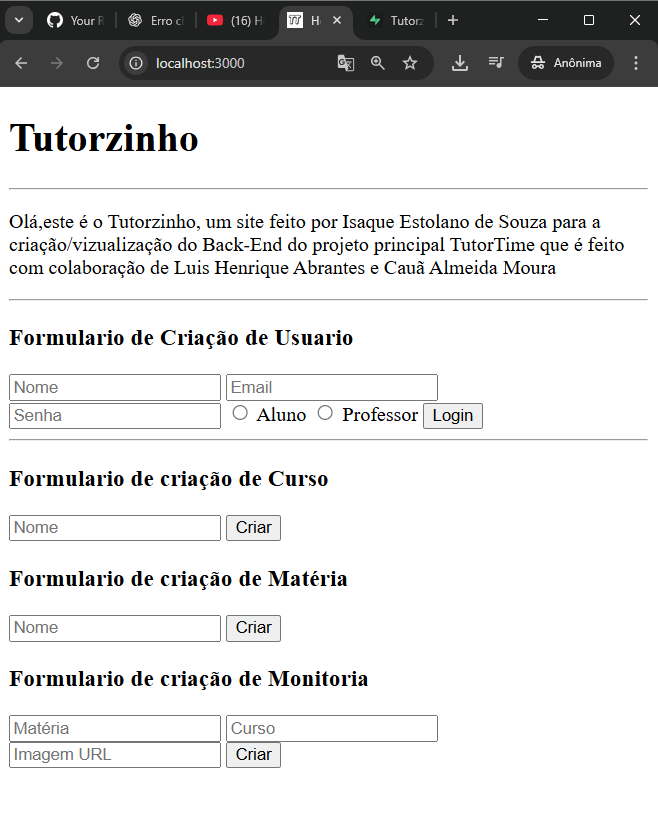 Your R
Erro cl
(16) H
H
Tutorz
localhost:3000
Anônima
Tutorzinho
Olá,este é o Tutorzinho, um site feito por Isaque Estolano de Souza para a
criação/vizualização do Back-End do projeto principal TutorTime que é feito
com colaboração de Luis Henrique Abrantes e Cauã Almeida Moura
Formulario de Criação de Usuario
Nome Email
Senha Aluno Professor Login
Formulario de criação de Curso
Nome Criar
Formulario de criação de Matéria
Nome Criar
Formulario de criação de Monitoria
Matéria Curso
Imagem URL Criar